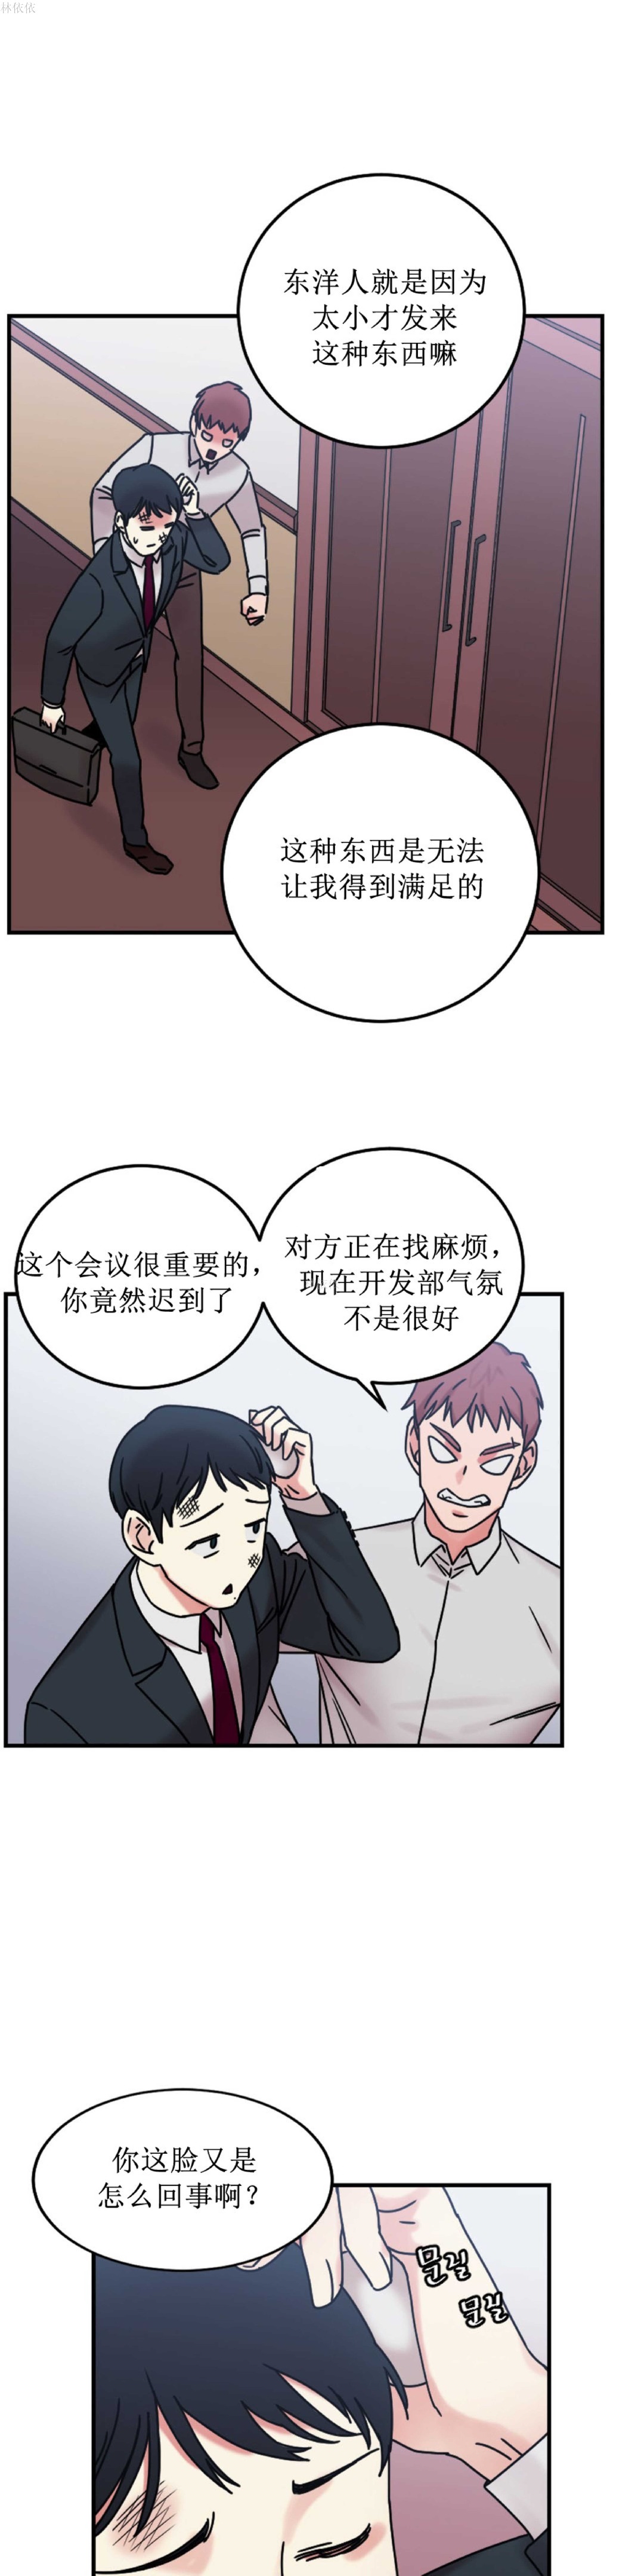 林依依
东洋人就是因为
太小才发来
这种东西嘛
这种东西是无法
让我得到满足的
这个会议很重要的，
你竟然迟到了
对方正在找麻烦，
现在开发部气氛
不是很好
你这脸又是
怎么回事啊？
문질
문질